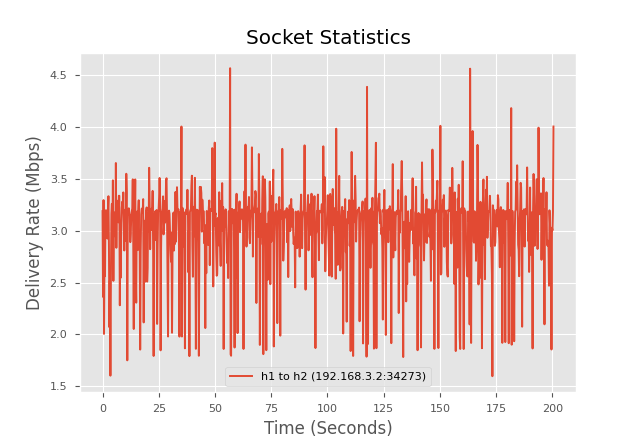 Socket Statistics
Delivery Rate (Mbps)
4.5
4.0
3.5
3.0
2.5
2.0
1.5
h1 to h2 (192.168.3.2:34273)
0 25 50 75 100 125 150 175 200
Time (Seconds)